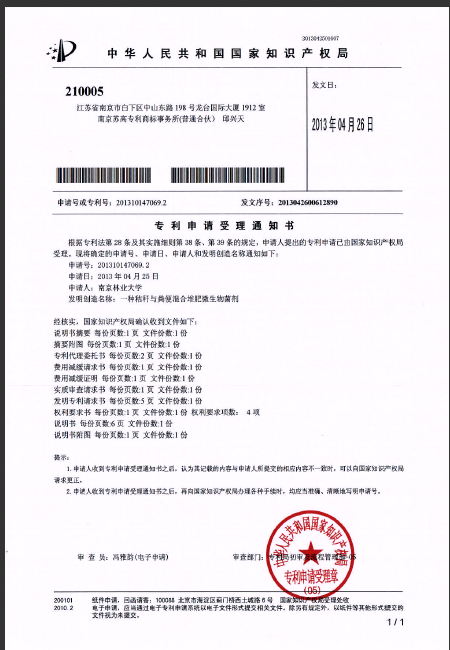 2013042501607
中华人民共和国国家知识产权局
210005
江苏省南京市白下区中山东路 198 号龙台国际大厦 1912 室
南京苏高专利商标事务所(普通合伙) 邱兴天
发文日:
2013年04月26日
申请号或专利号: 201310147069.2
发文序号: 2013042600612890
专利申请受理通知书
根据专利法第 28 条及其实施细则第 38 条、第 39 条的规定, 申请人提出的专利申请已由国家知识产权局
受理。现将确定的申请号、申请日、申请人和发明创造名称通知如下:
申请号: 201310147069.2
申请日: 2013 年 04 月 25 日
申请人: 南京林业大学
发明创造名称: 一种秸秆与粪便混合堆肥微生物菌剂
经核实, 国家知识产权局确认收到文件如下:
说明书摘要 每份页数:1 页 文件份数:1 份
摘要附图 每份页数:1 页 文件份数:1 份
专利代理委托书 每份页数:2 页 文件份数:1 份
费用减缓请求书 每份页数:1 页 文件份数:1 份
费用减缓证明 每份页数:1 页 文件份数:1 份
实质审查请求书 每份页数:1 页 文件份数:1 份
发明专利请求书 每份页数:5 页 文件份数:1 份
权利要求书 每份页数:1 页 文件份数:1 份 权利要求项数: 4 项
说明书 每份页数:6 页 文件份数:1 份
说明书附图 每份页数:1 页 文件份数:1 份
提示:
1. 申请人收到专利申请受理通知书之后, 认为其记载的内容与申请人所提交的相应内容不一致时, 可以向国家知识产权局
请求更正。
2. 申请人收到专利申请受理通知书之后, 再向国家知识产权局办理各种手续时, 均应当准确、清晰地写明申请号。
审 查 员: 冯雅韵(电子申请)
审查部门: 专利局初审及流程管理部-05
中华人民共和国国家知识产权局
专利申请受理章
(05)
200101
2010.2
纸件申请, 回函请寄: 100088 北京市海淀区蓟门桥西土城路 6 号 国家知识产权局受理处收
电子申请, 应当通过电子专利申请系统以电子文件形式提交相关文件。除另有规定外, 以纸件等其他形式提交的
文件视为未提交。
1 / 1